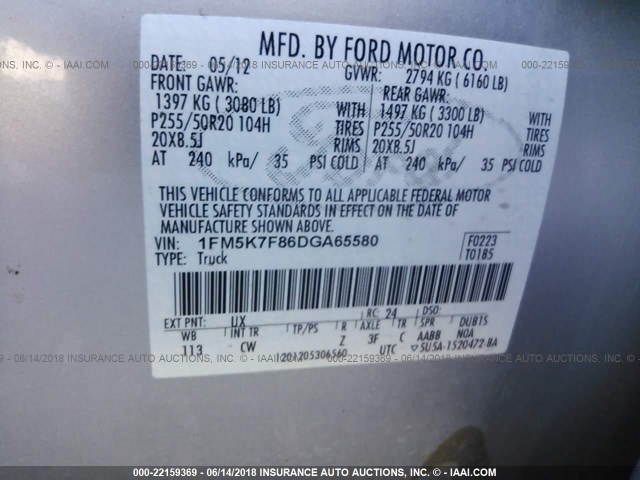 MFD. BY FORD MOTOR CO.
DATE: 05/12 GVWR: 2794 KG ( 6160 LB)
FRONT GAWR: REAR GAWR:
1397 KG ( 3080 LB) WITH 1497 KG ( 3300 LB) WITH
P255/50R20 104H TIRES P255/50R20 104H TIRES
20X8.5J RIMS 20X8.5J RIMS
AT 240 kPa/ 35 PSI COLD AT 240 kPa/ 35 PSI COLD
THIS VEHICLE CONFORMS TO ALL APPLICABLE FEDERAL MOTOR
VEHICLE SAFETY STANDARDS IN EFFECT ON THE DATE OF
MANUFACTURE SHOWN ABOVE.
VIN: 1FM5K7F86DGA65580 F0223
TYPE: Truck T0185
EXT PNT: UX RC: 24 DSO:
WB INT TR TP/PS R AXLE TR SPR DUB15
113 CW Z 3F C AABB N0A
1201205306560 UTC ▽5U5A-1520472-BA
000-22159369 - 06/14/2018 INSURANCE AUTO AUCTIONS, INC. - IAAI.COM